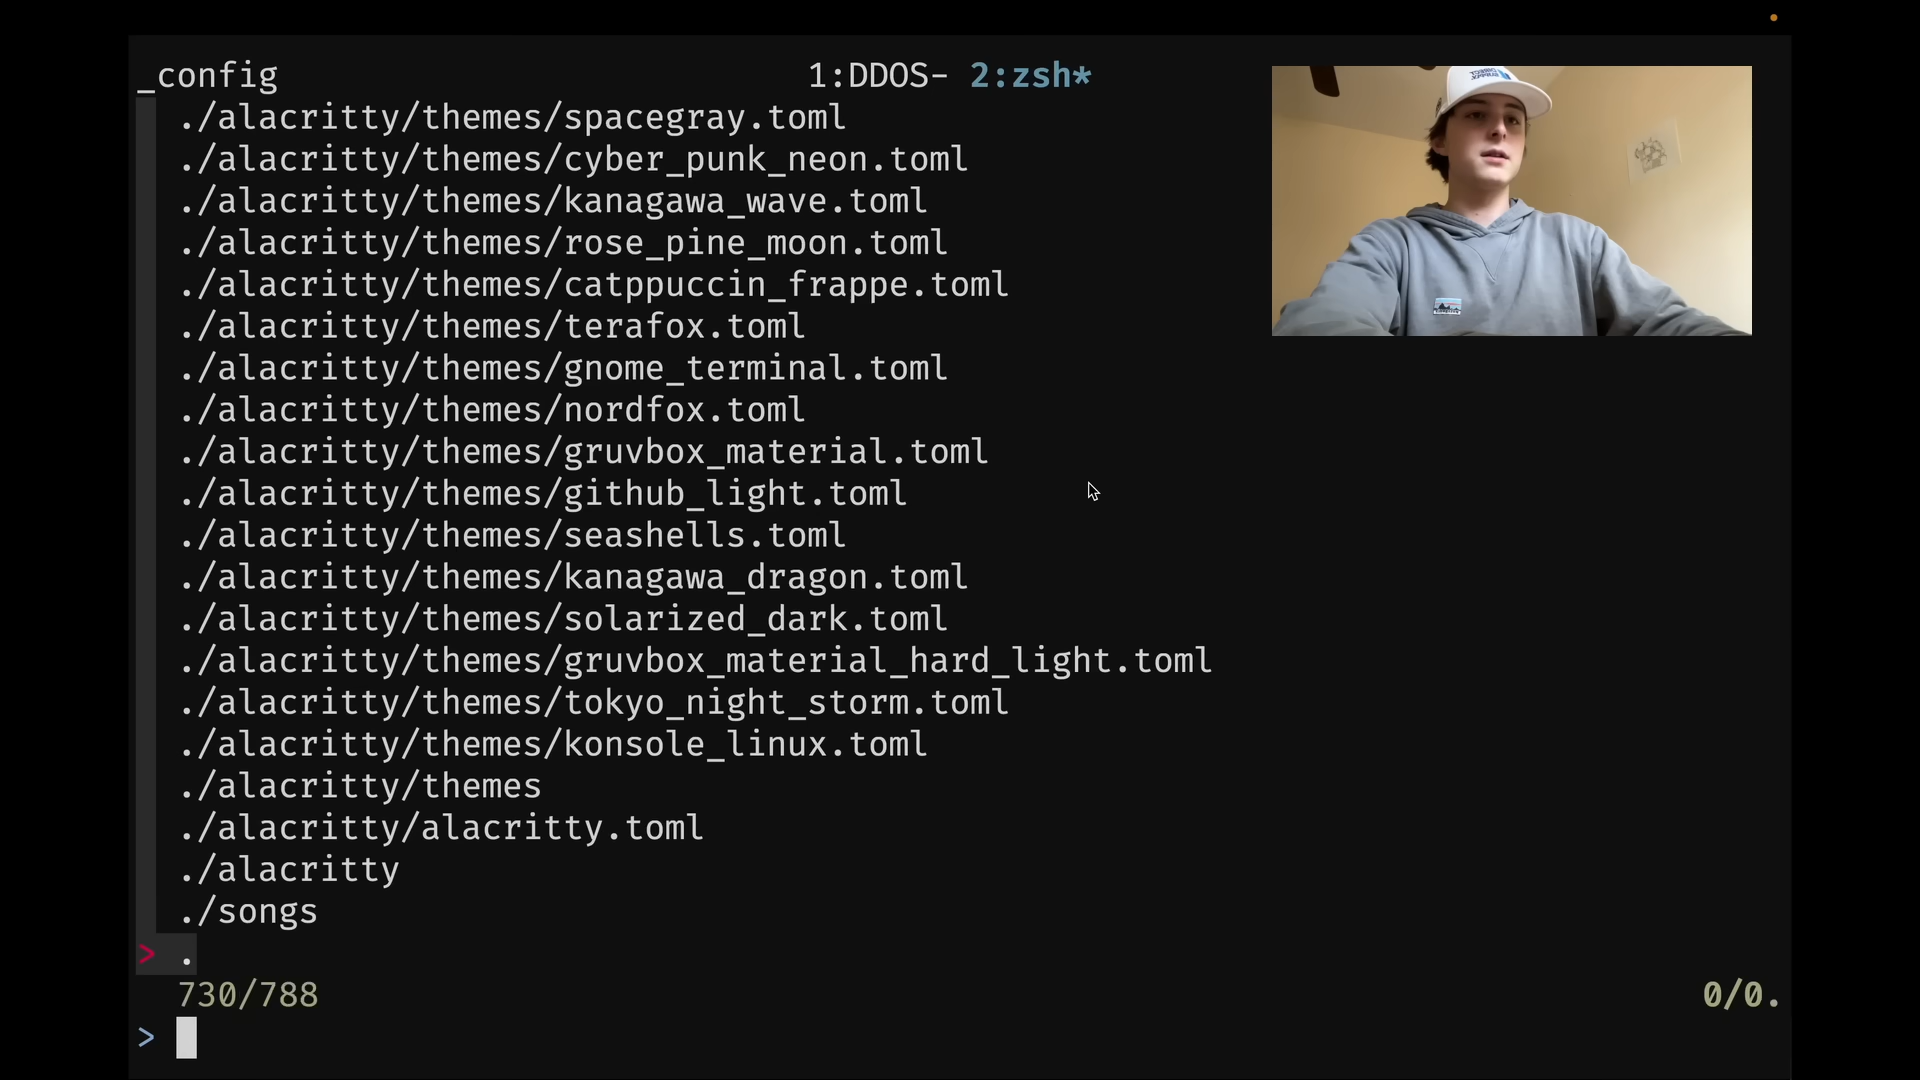 _config 1:DDOS- 2:zsh*
./alacritty/themes/spacegray.toml
./alacritty/themes/cyber_punk_neon.toml
./alacritty/themes/kanagawa_wave.toml
./alacritty/themes/rose_pine_moon.toml
./alacritty/themes/catppuccin_frappe.toml
./alacritty/themes/terafox.toml
./alacritty/themes/gnome_terminal.toml
./alacritty/themes/nordfox.toml
./alacritty/themes/gruvbox_material.toml
./alacritty/themes/github_light.toml
./alacritty/themes/seashells.toml
./alacritty/themes/kanagawa_dragon.toml
./alacritty/themes/solarized_dark.toml
./alacritty/themes/gruvbox_material_hard_light.toml
./alacritty/themes/tokyo_night_storm.toml
./alacritty/themes/konsole_linux.toml
./alacritty/themes
./alacritty/alacritty.toml
./alacritty
./songs
> .
730/788 0/0.
>